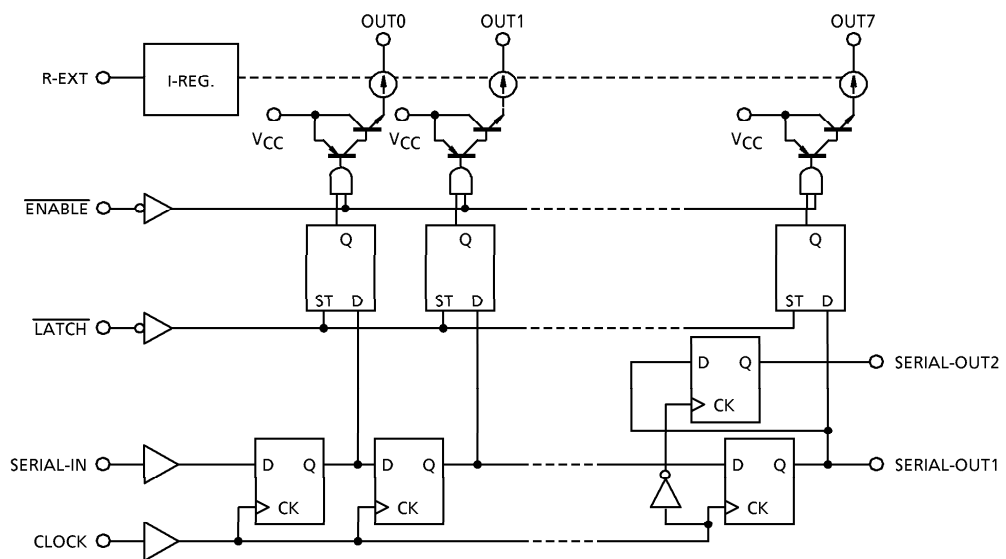 OUT0 OUT1 OUT7
R-EXT I-REG.
VCC VCC VCC
ENABLE
Q Q Q
ST D ST D ST D
LATCH
D Q SERIAL-OUT2
CK
SERIAL-IN D Q D Q D Q SERIAL-OUT1
CK CK CK
CLOCK